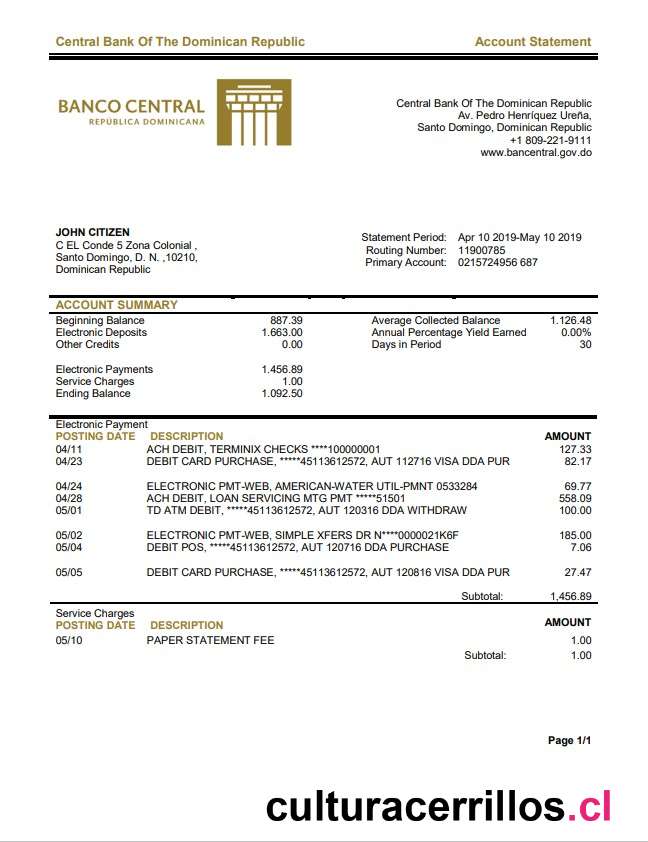 Central Bank Of The Dominican Republic Account Statement
BANCO CENTRAL
REPÚBLICA DOMINICANA
Central Bank Of The Dominican Republic
Av. Pedro Henríquez Ureña,
Santo Domingo, Dominican Republic
+1 809-221-9111
www.bancentral.gov.do
JOHN CITIZEN
C EL Conde 5 Zona Colonial ,
Santo Domingo, D. N. ,10210,
Dominican Republic
Statement Period: Apr 10 2019-May 10 2019
Routing Number: 11900785
Primary Account: 0215724956 687
ACCOUNT SUMMARY
Beginning Balance 887.39 Average Collected Balance 1.126.48
Electronic Deposits 1.663.00 Annual Percentage Yield Earned 0.00%
Other Credits 0.00 Days in Period 30
Electronic Payments 1.456.89
Service Charges 1.00
Ending Balance 1.092.50
Electronic Payment
POSTING DATE DESCRIPTION AMOUNT
04/11 ACH DEBIT, TERMINIX CHECKS ****100000001 127.33
04/23 DEBIT CARD PURCHASE, *****45113612572, AUT 112716 VISA DDA PUR 82.17
04/24 ELECTRONIC PMT-WEB, AMERICAN-WATER UTIL-PMNT 0533284 69.77
04/28 ACH DEBIT, LOAN SERVICING MTG PMT *****51501 558.09
05/01 TD ATM DEBIT, *****45113612572, AUT 120316 DDA WITHDRAW 100.00
05/02 ELECTRONIC PMT-WEB, SIMPLE XFERS DR N****0000021K6F 185.00
05/04 DEBIT POS, *****45113612572, AUT 120716 DDA PURCHASE 7.06
05/05 DEBIT CARD PURCHASE, *****45113612572, AUT 120816 VISA DDA PUR 27.47
Subtotal: 1,456.89
Service Charges
POSTING DATE DESCRIPTION AMOUNT
05/10 PAPER STATEMENT FEE 1.00
Subtotal: 1.00
Page 1/1
culturacerrillos.cl